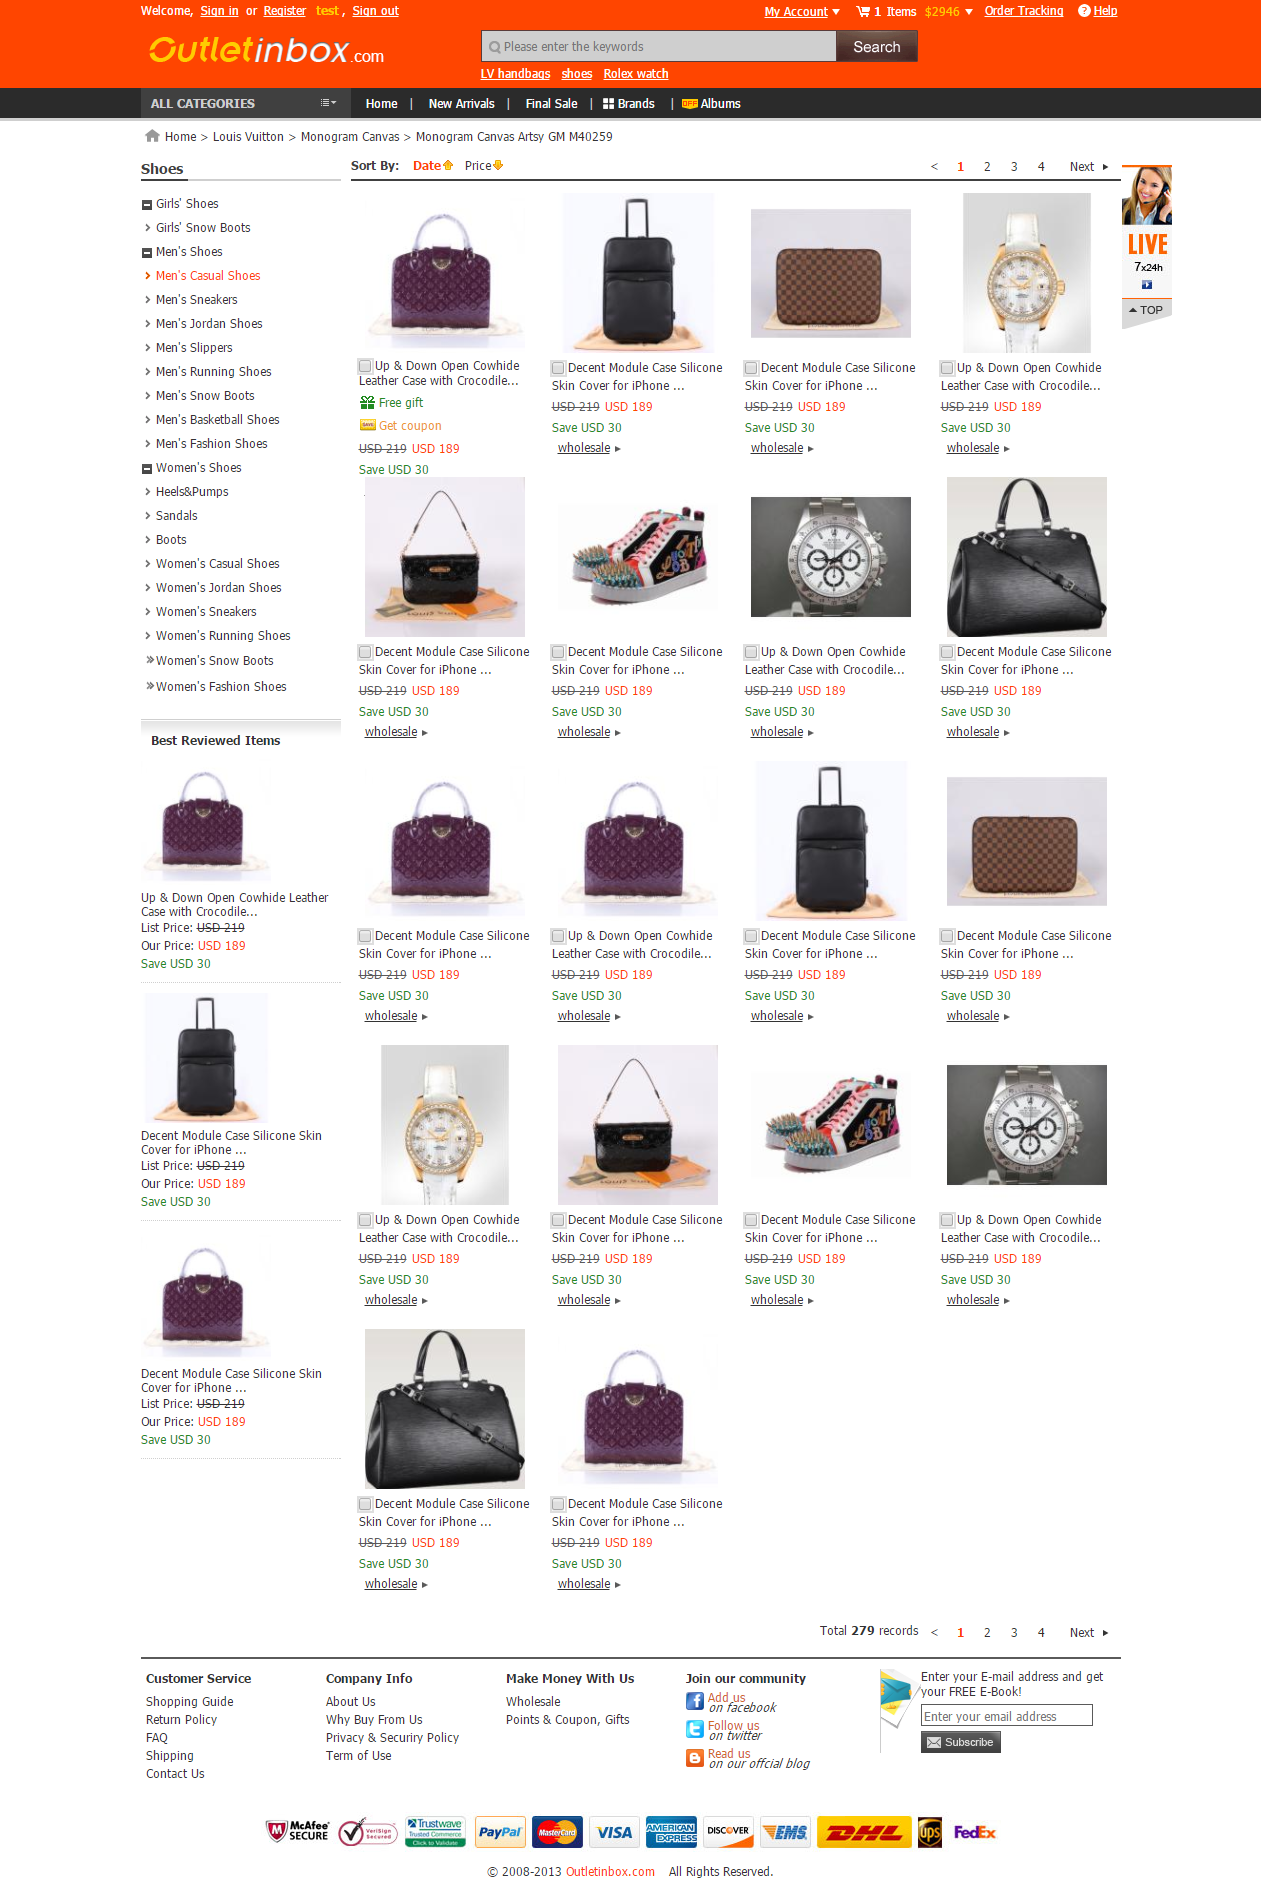 Welcome, Sign in or Register test , Sign out
My Account 1 Items $2946 Order Tracking Help
Outletinbox.com
Please enter the keywords Search
LV handbags shoes Rolex watch
ALL CATEGORIES
Home | New Arrivals | Final Sale | Brands | OFF Albums
Home > Louis Vuitton > Monogram Canvas > Monogram Canvas Artsy GM M40259
Shoes
Girls' Shoes
Girls' Snow Boots
Men's Shoes
Men's Casual Shoes
Men's Sneakers
Men's Jordan Shoes
Men's Slippers
Men's Running Shoes
Men's Snow Boots
Men's Basketball Shoes
Men's Fashion Shoes
Women's Shoes
Heels&Pumps
Sandals
Boots
Women's Casual Shoes
Women's Jordan Shoes
Women's Sneakers
Women's Running Shoes
Women's Snow Boots
Women's Fashion Shoes
Best Reviewed Items
Up & Down Open Cowhide Leather
Case with Crocodile...
List Price: USD 219
Our Price: USD 189
Save USD 30
Decent Module Case Silicone Skin
Cover for iPhone ...
List Price: USD 219
Our Price: USD 189
Save USD 30
Decent Module Case Silicone Skin
Cover for iPhone ...
List Price: USD 219
Our Price: USD 189
Save USD 30
Sort By: Date Price
< 1 2 3 4 Next
LIVE
7x24h
TOP
Up & Down Open Cowhide
Leather Case with Crocodile...
Free gift
SAVE Get coupon
USD 219 USD 189
Save USD 30
Decent Module Case Silicone
Skin Cover for iPhone ...
USD 219 USD 189
Save USD 30
wholesale
Decent Module Case Silicone
Skin Cover for iPhone ...
USD 219 USD 189
Save USD 30
wholesale
Up & Down Open Cowhide
Leather Case with Crocodile...
USD 219 USD 189
Save USD 30
wholesale
Decent Module Case Silicone
Skin Cover for iPhone ...
USD 219 USD 189
Save USD 30
wholesale
Decent Module Case Silicone
Skin Cover for iPhone ...
USD 219 USD 189
Save USD 30
wholesale
Up & Down Open Cowhide
Leather Case with Crocodile...
USD 219 USD 189
Save USD 30
wholesale
Decent Module Case Silicone
Skin Cover for iPhone ...
USD 219 USD 189
Save USD 30
wholesale
Decent Module Case Silicone
Skin Cover for iPhone ...
USD 219 USD 189
Save USD 30
wholesale
Up & Down Open Cowhide
Leather Case with Crocodile...
USD 219 USD 189
Save USD 30
wholesale
Decent Module Case Silicone
Skin Cover for iPhone ...
USD 219 USD 189
Save USD 30
wholesale
Decent Module Case Silicone
Skin Cover for iPhone ...
USD 219 USD 189
Save USD 30
wholesale
Up & Down Open Cowhide
Leather Case with Crocodile...
USD 219 USD 189
Save USD 30
wholesale
Decent Module Case Silicone
Skin Cover for iPhone ...
USD 219 USD 189
Save USD 30
wholesale
Decent Module Case Silicone
Skin Cover for iPhone ...
USD 219 USD 189
Save USD 30
wholesale
Up & Down Open Cowhide
Leather Case with Crocodile...
USD 219 USD 189
Save USD 30
wholesale
Decent Module Case Silicone
Skin Cover for iPhone ...
USD 219 USD 189
Save USD 30
wholesale
Decent Module Case Silicone
Skin Cover for iPhone ...
USD 219 USD 189
Save USD 30
wholesale
Total 279 records < 1 2 3 4 Next
Customer Service
Shopping Guide
Return Policy
FAQ
Shipping
Contact Us
Company Info
About Us
Why Buy From Us
Privacy & Securiry Policy
Term of Use
Make Money With Us
Wholesale
Points & Coupon, Gifts
Join our community
Add us
on facebook
Follow us
on twitter
Read us
on our offcial blog
Enter your E-mail address and get
your FREE E-Book!
Enter your email address
Subscribe
McAfee SECURE
VeriSign Secured
Trustwave Trusted Commerce Click to Validate
PayPal
MasterCard
VISA
AMERICAN EXPRESS
DISCOVER
EMS
DHL
ups
FedEx
© 2008-2013 Outletinbox.com All Rights Reserved.